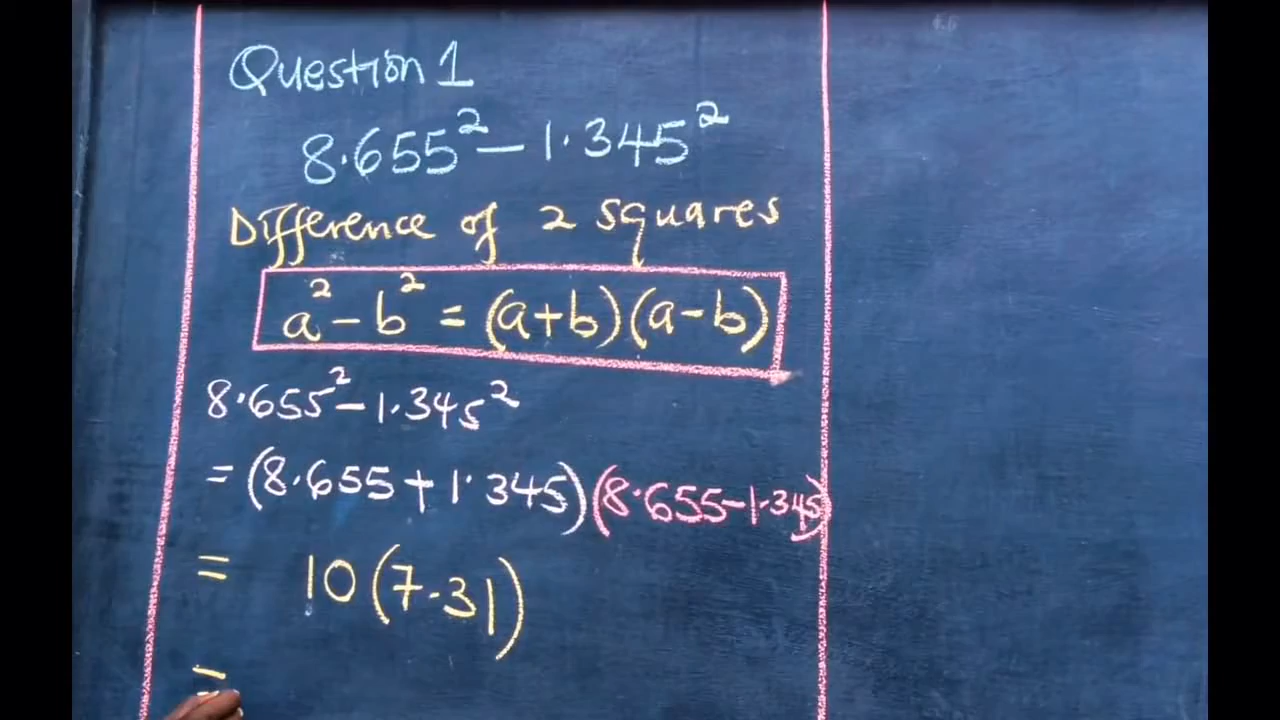 Question 1
8.655² - 1.345²
Difference of 2 squares
a² - b² = (a+b)(a-b)
8.655² - 1.345²
= (8.655 + 1.345)(8.655 - 1.345)
= 10(7.31)
=